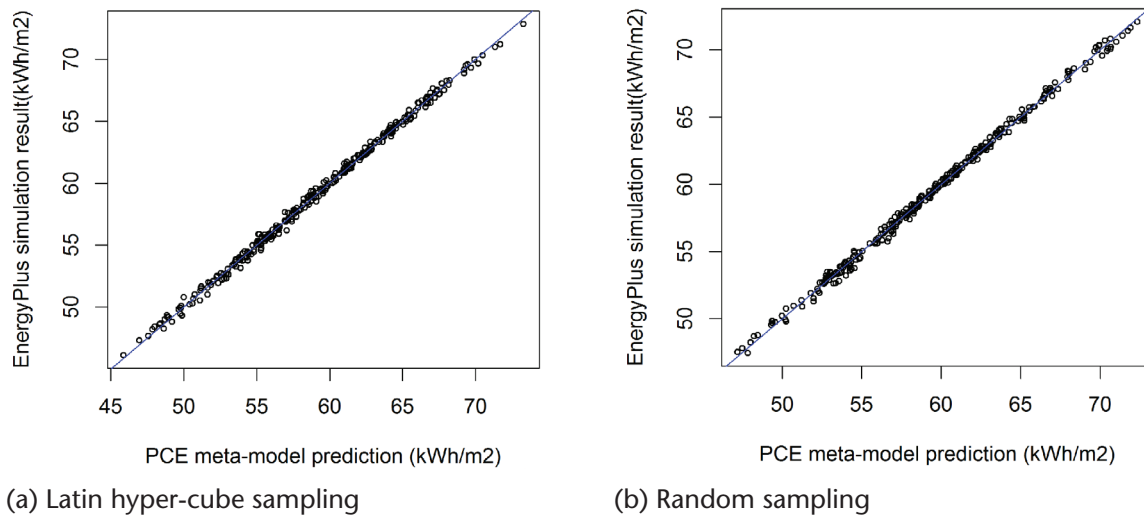 EnergyPlus simulation result(kWh/m2)
70
65
60
55
50
45 50 55 60 65 70
PCE meta-model prediction (kWh/m2)
(a) Latin hyper-cube sampling
EnergyPlus simulation result(kWh/m2)
70
65
60
55
50
50 55 60 65 70
PCE meta-model prediction (kWh/m2)
(b) Random sampling